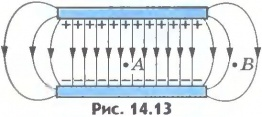 + + + + + + + + + + + +
A
B
− − − − − − − − − − − −
Рис. 14.13